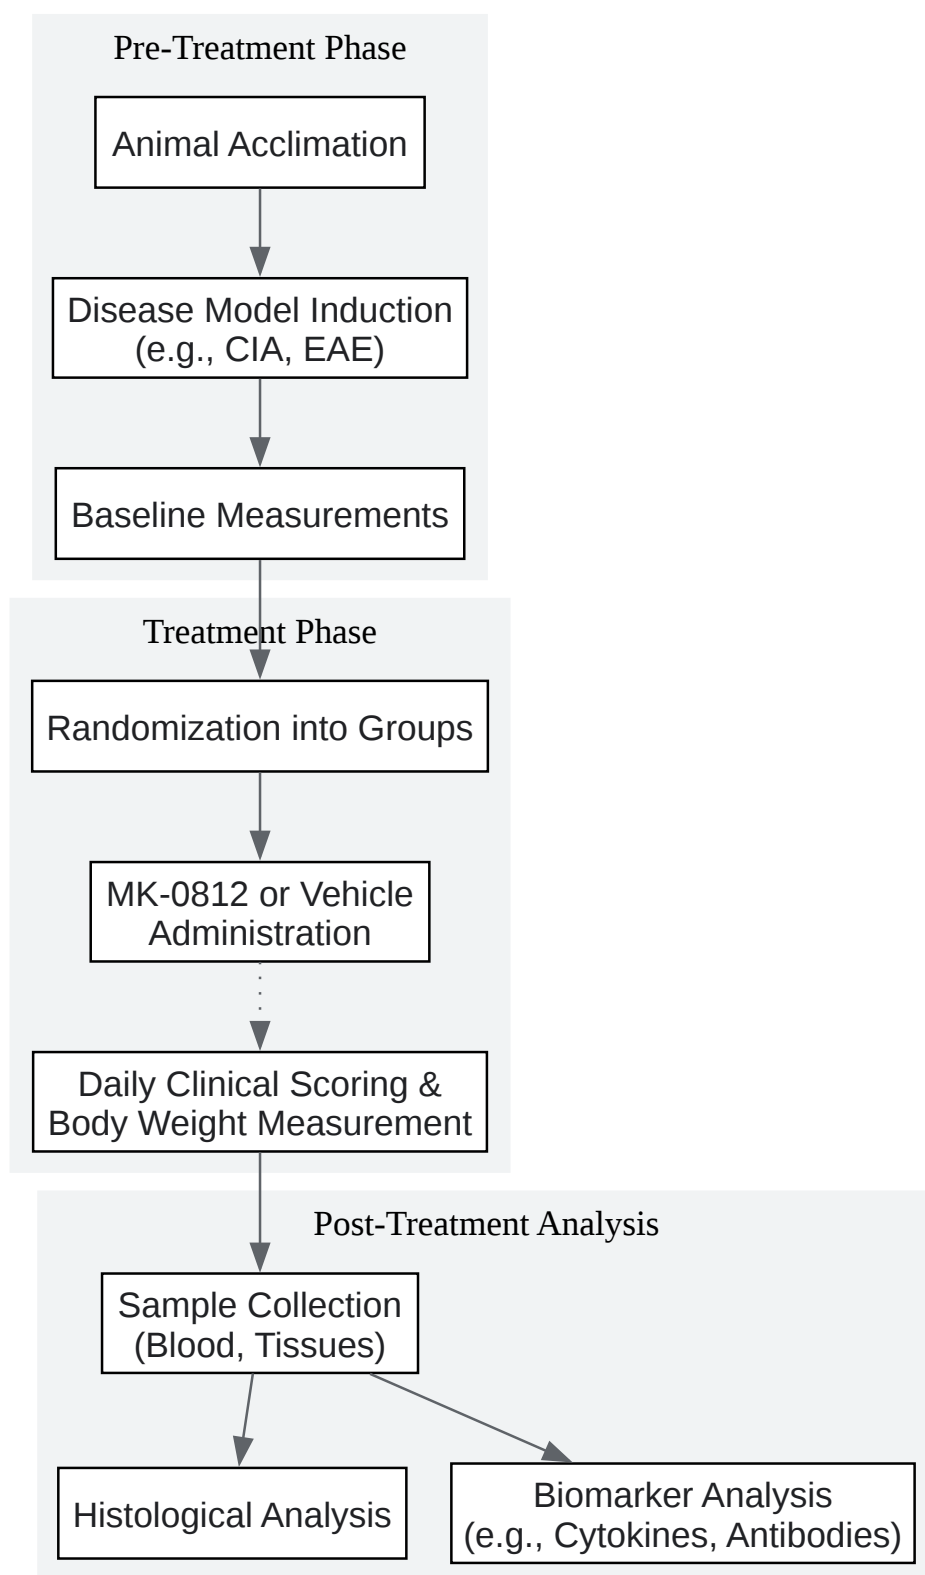 Pre-Treatment Phase
Animal Acclimation
Disease Model Induction
(e.g., CIA, EAE)
Baseline Measurements
Treatment Phase
Randomization into Groups
MK-0812 or Vehicle
Administration
Daily Clinical Scoring &
Body Weight Measurement
Post-Treatment Analysis
Sample Collection
(Blood, Tissues)
Histological Analysis
Biomarker Analysis
(e.g., Cytokines, Antibodies)